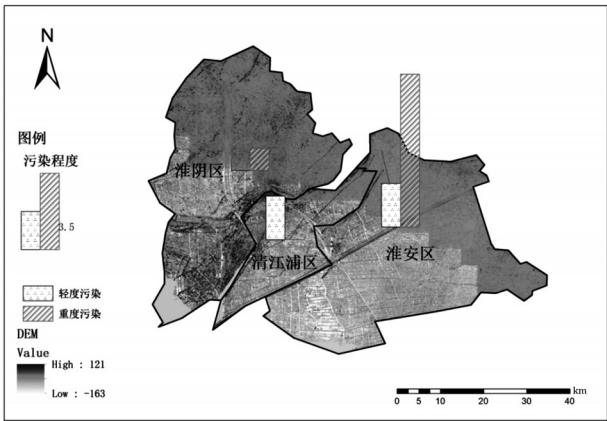 N
图例
污染程度
3.5
轻度污染
重度污染
DEM
Value
High : 121
Low : -163
淮阴区
清江浦区
淮安区
km
0 5 10 20 30 40